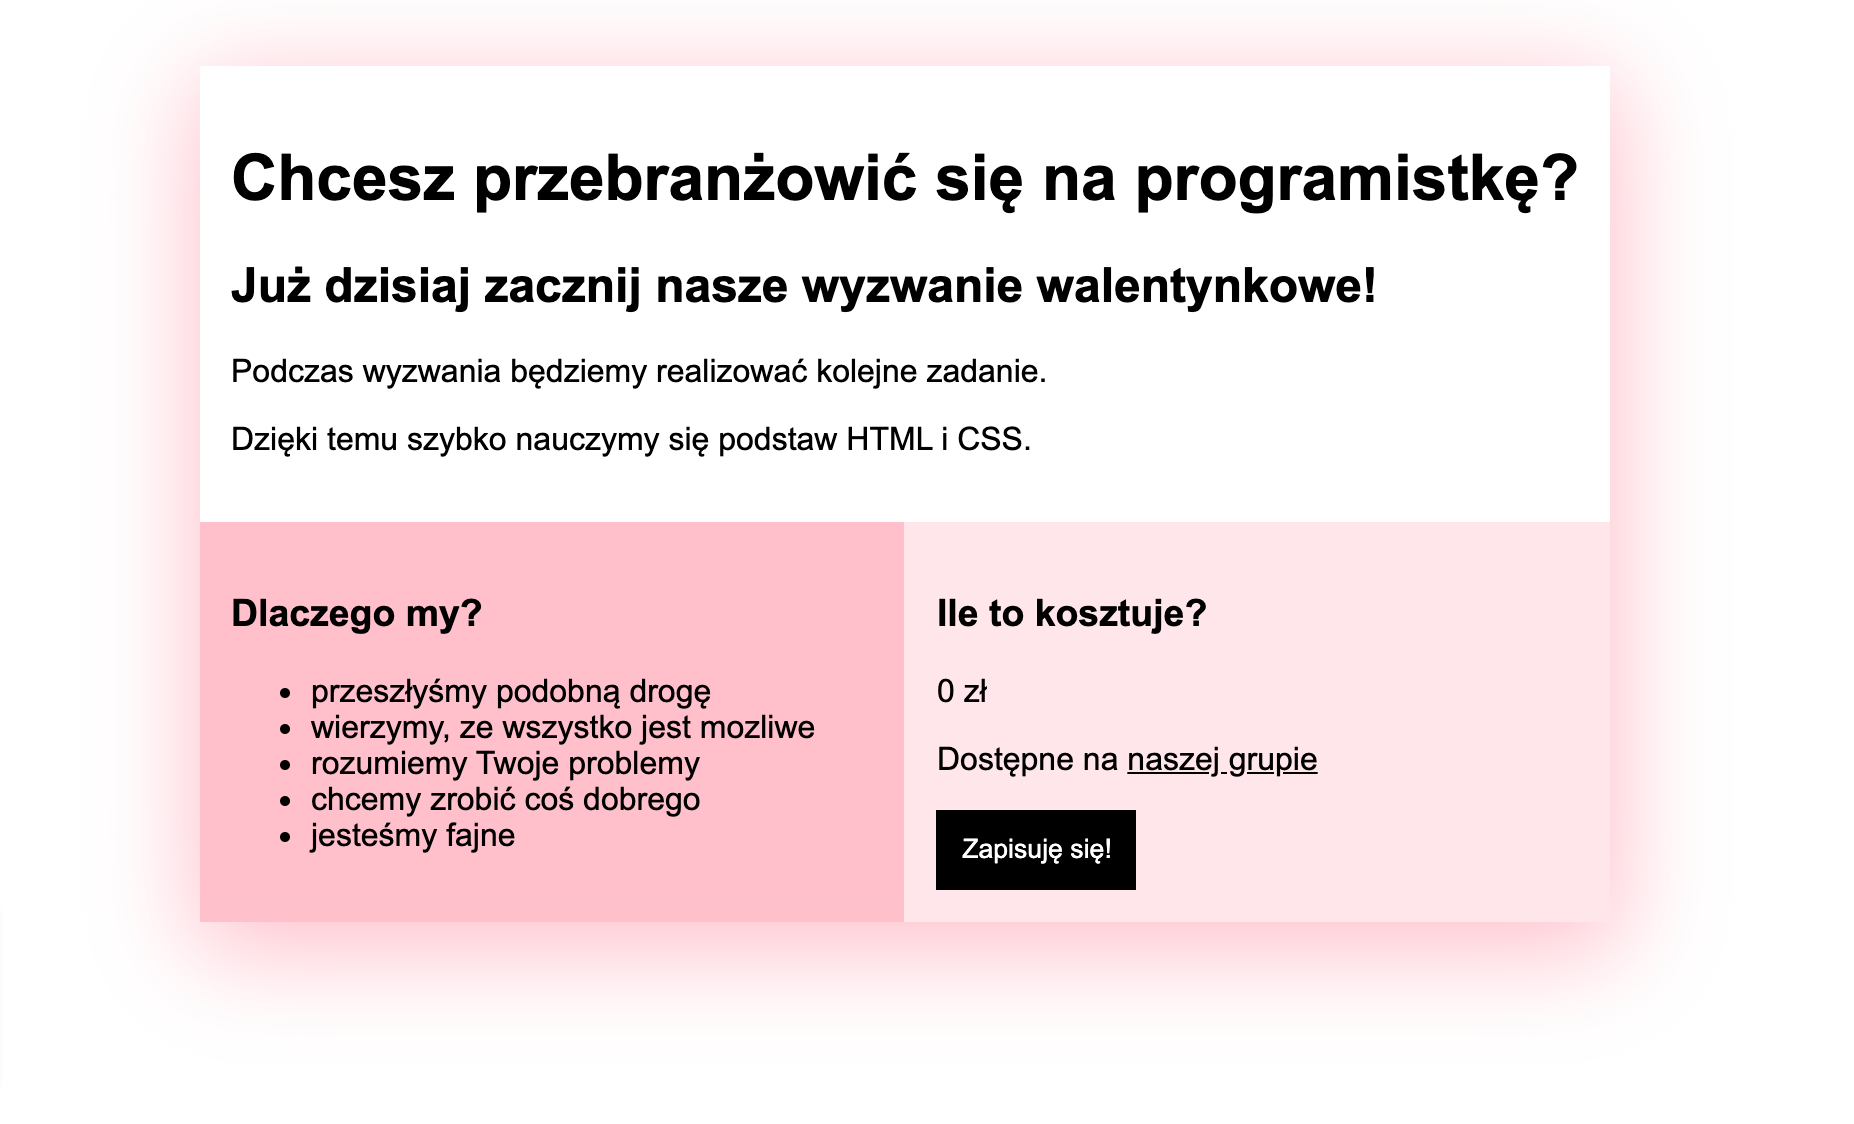 Chcesz przebranżowić się na programistkę?
Już dzisiaj zacznij nasze wyzwanie walentynkowe!
Podczas wyzwania będziemy realizować kolejne zadanie.
Dzięki temu szybko nauczymy się podstaw HTML i CSS.
Dlaczego my?
• przeszłyśmy podobną drogę
• wierzymy, ze wszystko jest mozliwe
• rozumiemy Twoje problemy
• chcemy zrobić coś dobrego
• jesteśmy fajne
Ile to kosztuje?
0 zł
Dostępne na naszej grupie
Zapisuję się!